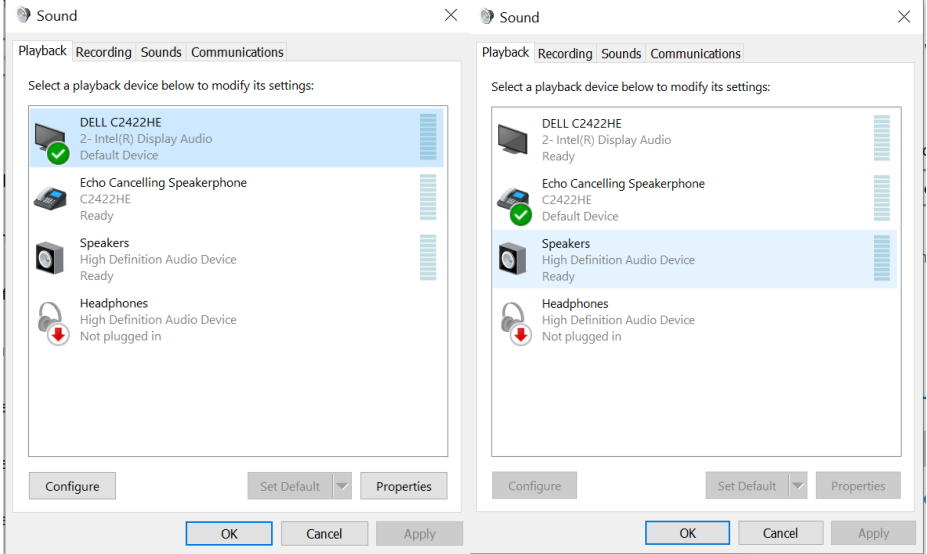 Sound
Playback Recording Sounds Communications
Select a playback device below to modify its settings:
DELL C2422HE
2- Intel(R) Display Audio
Default Device
Echo Cancelling Speakerphone
C2422HE
Ready
Speakers
High Definition Audio Device
Ready
Headphones
High Definition Audio Device
Not plugged in
Configure Set Default Properties
OK Cancel Apply
Sound
Playback Recording Sounds Communications
Select a playback device below to modify its settings:
DELL C2422HE
2- Intel(R) Display Audio
Ready
Echo Cancelling Speakerphone
C2422HE
Default Device
Speakers
High Definition Audio Device
Ready
Headphones
High Definition Audio Device
Not plugged in
Configure Set Default Properties
OK Cancel Apply